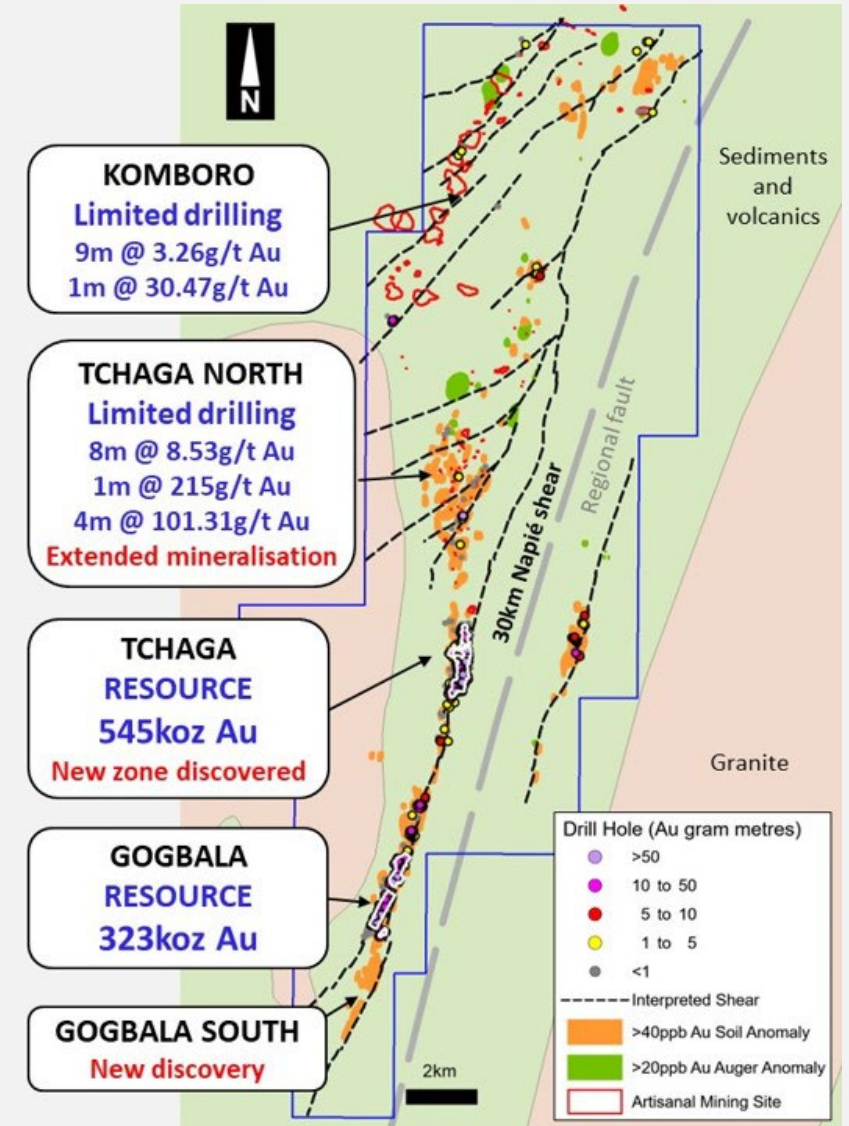 N
KOMBORO
Limited drilling
9m @ 3.26g/t Au
1m @ 30.47g/t Au
TCHAGA NORTH
Limited drilling
8m @ 8.53g/t Au
1m @ 215g/t Au
4m @ 101.31g/t Au
Extended mineralisation
TCHAGA
RESOURCE
545koz Au
New zone discovered
GOGBALA
RESOURCE
323koz Au
GOGBALA SOUTH
New discovery
Sediments
and
volcanics
Regional fault
30km Napié shear
Granite
2km
Drill Hole (Au gram metres)
>50
10 to 50
5 to 10
1 to 5
<1
Interpreted Shear
>40ppb Au Soil Anomaly
>20ppb Au Auger Anomaly
Artisanal Mining Site